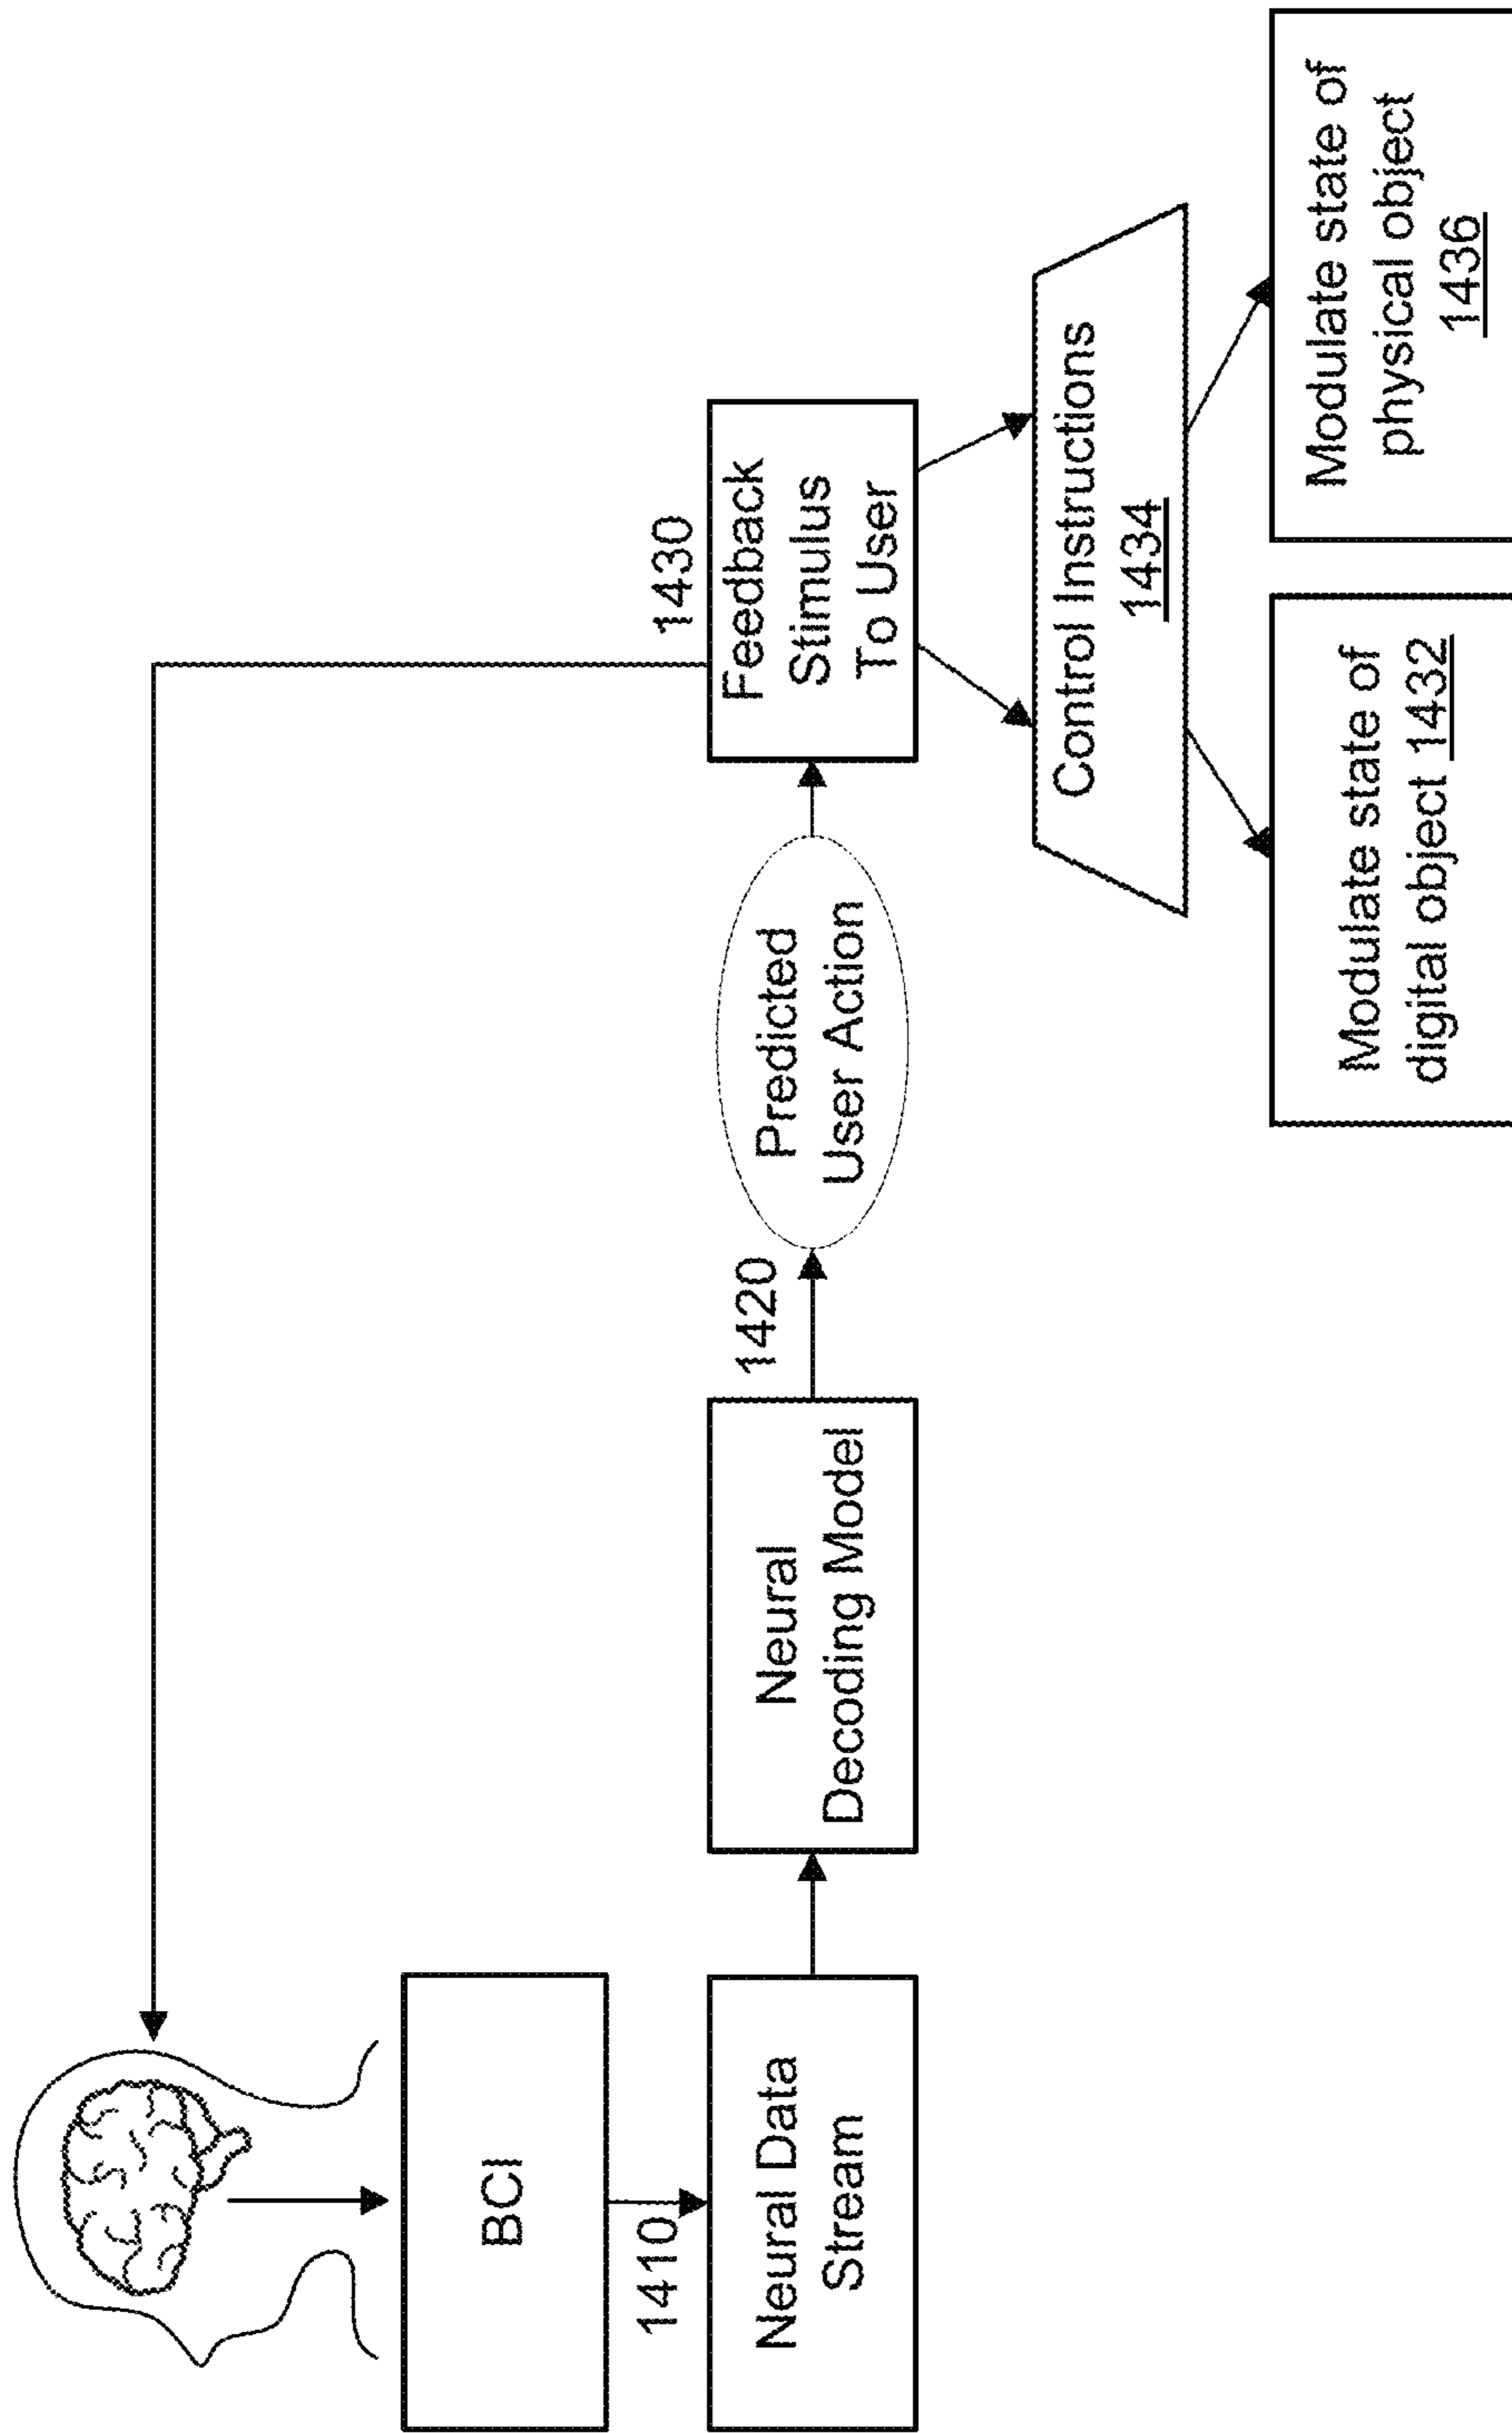 BCI
1410
Neural Data
Stream
Neural
Decoding Model
1420
Predicted
User Action
1430
Feedback
Stimulus
To User
Control Instructions
1434
Modulate state of
digital object 1432
Modulate state of
physical object
1436